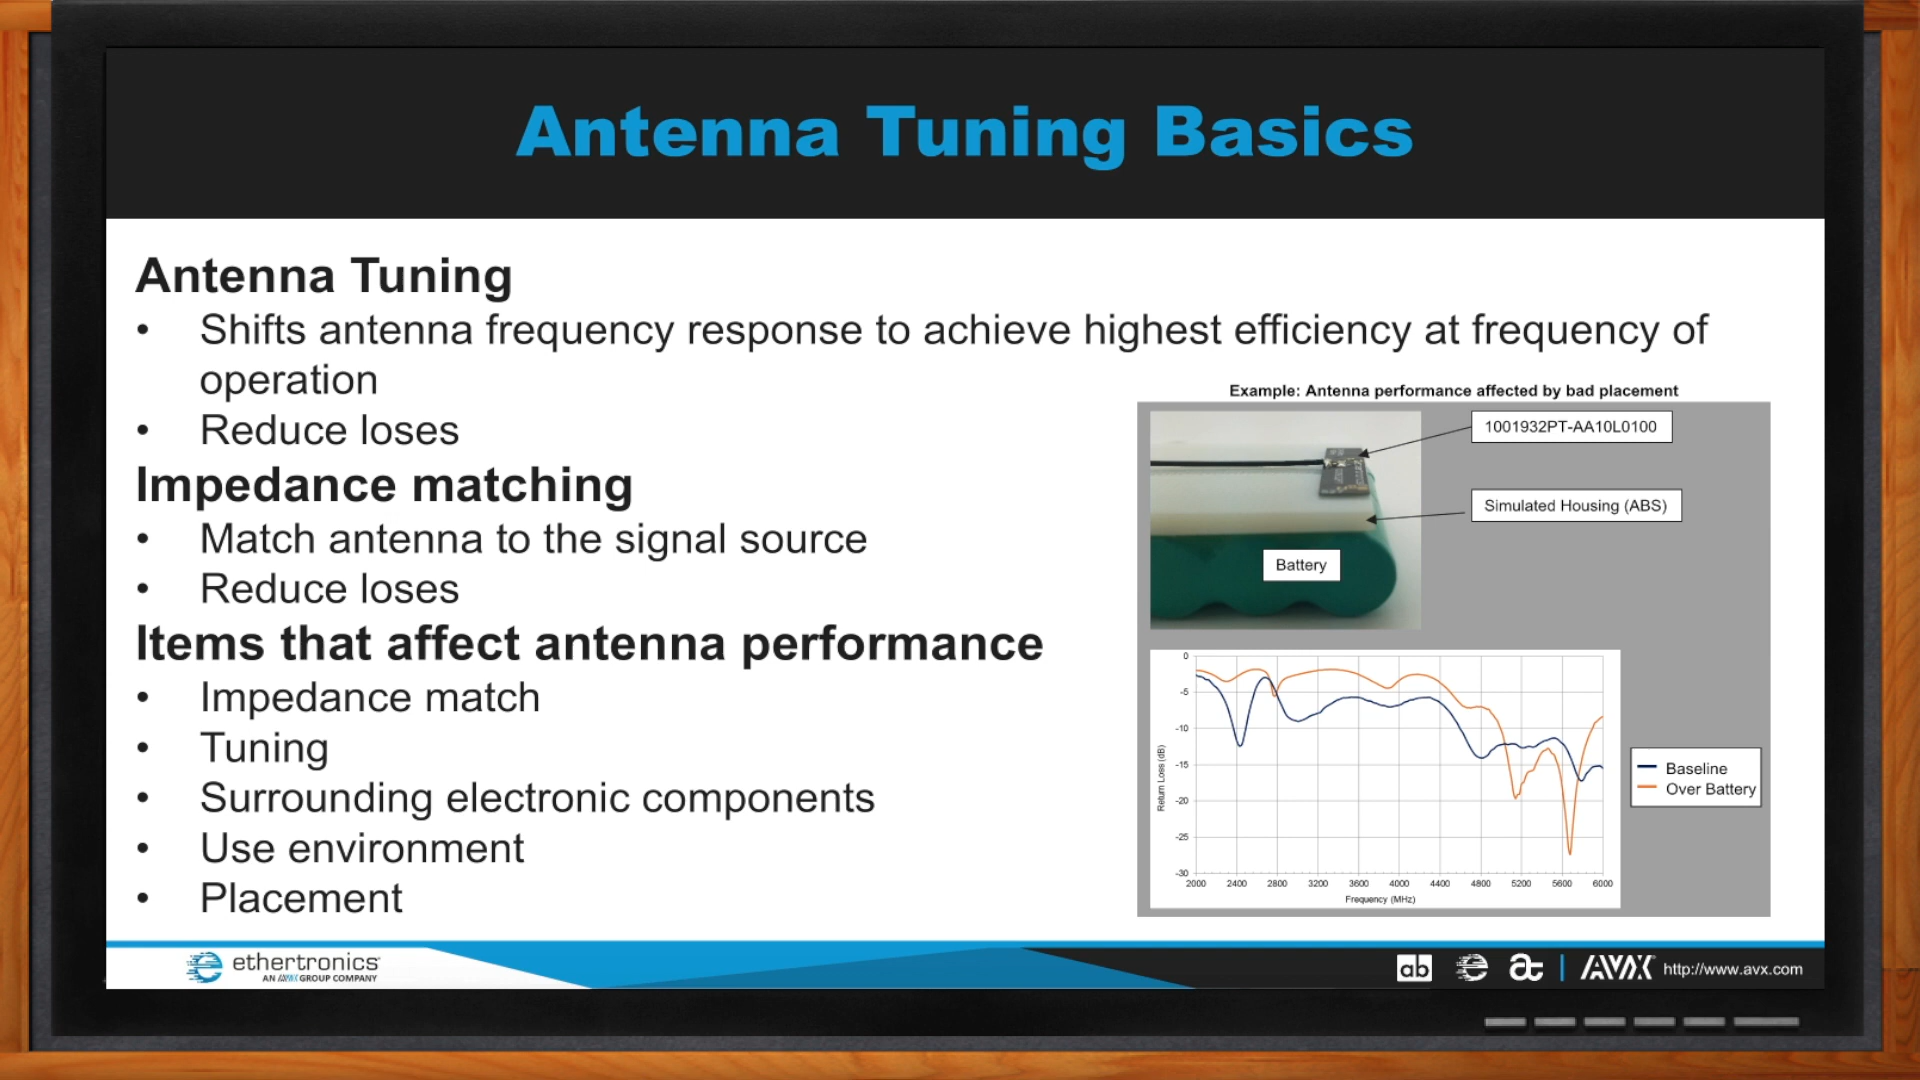 Antenna Tuning Basics
Antenna Tuning
• Shifts antenna frequency response to achieve highest efficiency at frequency of
operation
• Reduce loses
Impedance matching
• Match antenna to the signal source
• Reduce loses
Items that affect antenna performance
• Impedance match
• Tuning
• Surrounding electronic components
• Use environment
• Placement
Example: Antenna performance affected by bad placement
1001932PT-AA10L0100
Simulated Housing (ABS)
Battery
0
-5
-10
-15
-20
-25
-30
Return Loss (dB)
2000 2400 2800 3200 3600 4000 4400 4800 5200 5600 6000
Frequency (MHz)
Baseline
Over Battery
ethertronics
AN AVX GROUP COMPANY
ab
AVX
http://www.avx.com